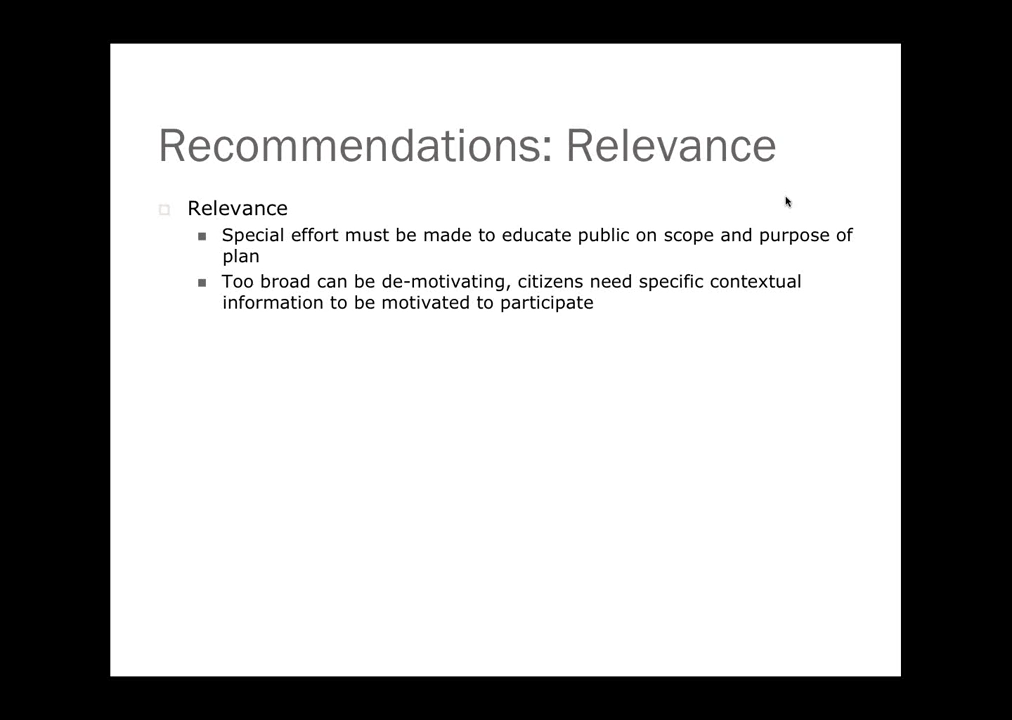 Recommendations: Relevance
Relevance
Special effort must be made to educate public on scope and purpose of
plan
Too broad can be de-motivating, citizens need specific contextual
information to be motivated to participate